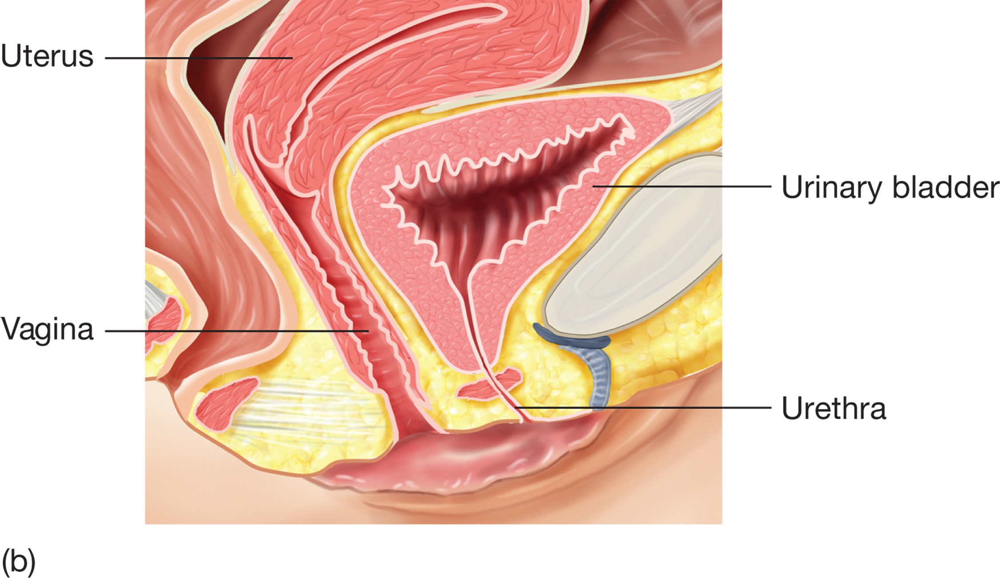 Uterus
Urinary bladder
Vagina
Urethra
(b)